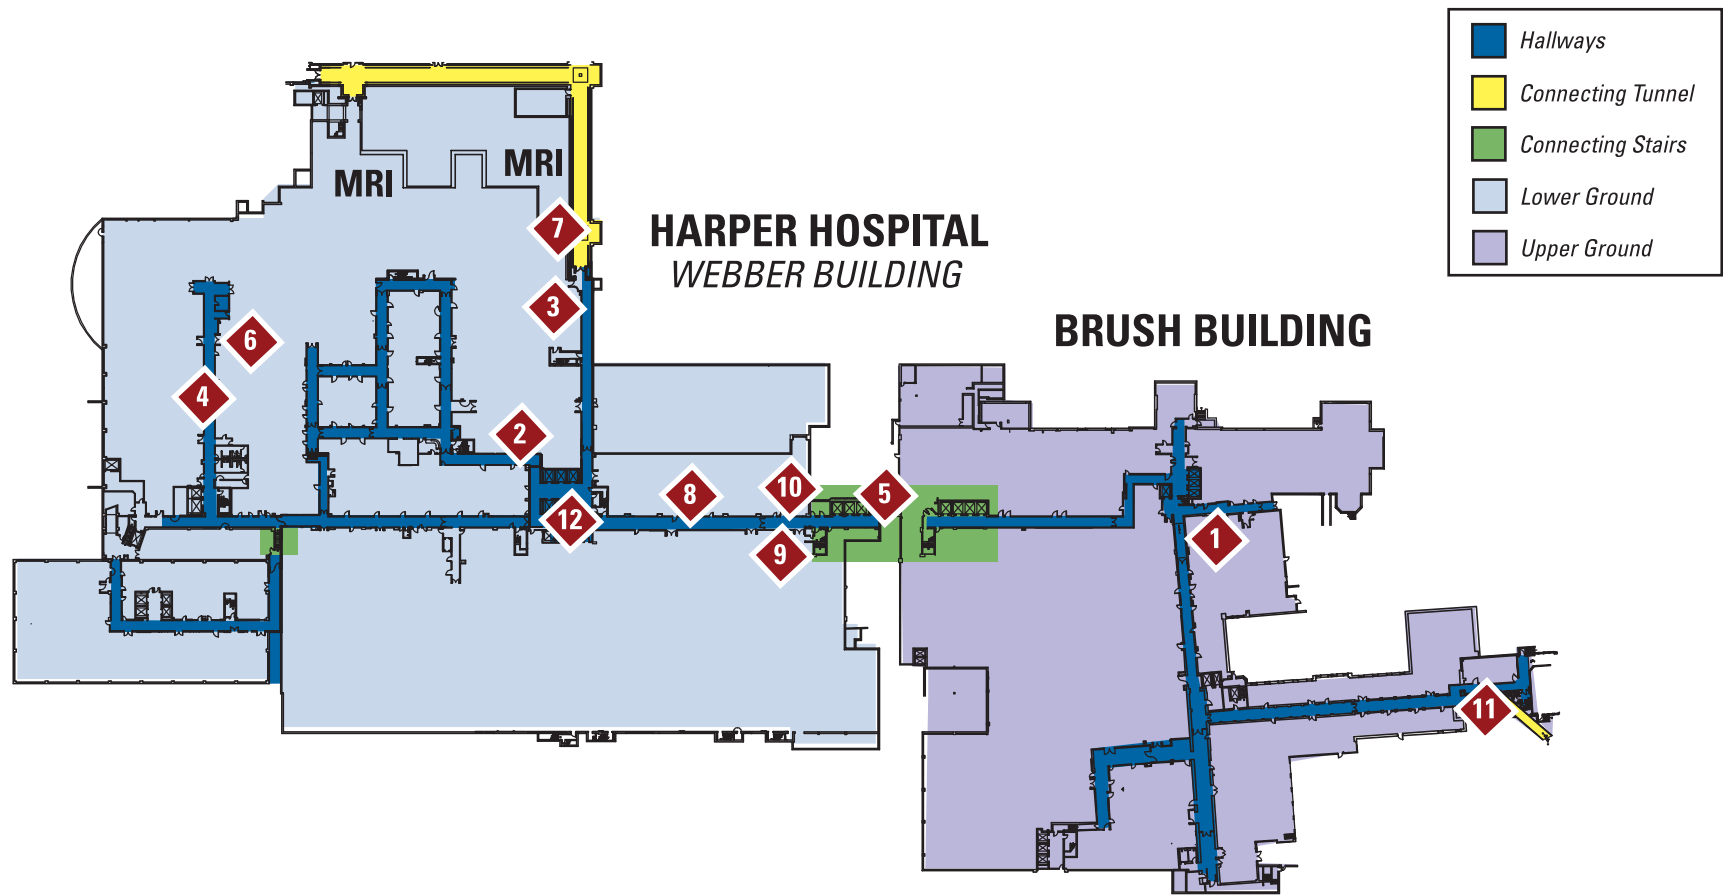 Hallways
Connecting Tunnel
Connecting Stairs
Lower Ground
Upper Ground
MRI
MRI
HARPER HOSPITAL
WEBBER BUILDING
BRUSH BUILDING
7
3
6
4
2
8
10
5
12
9
1
11